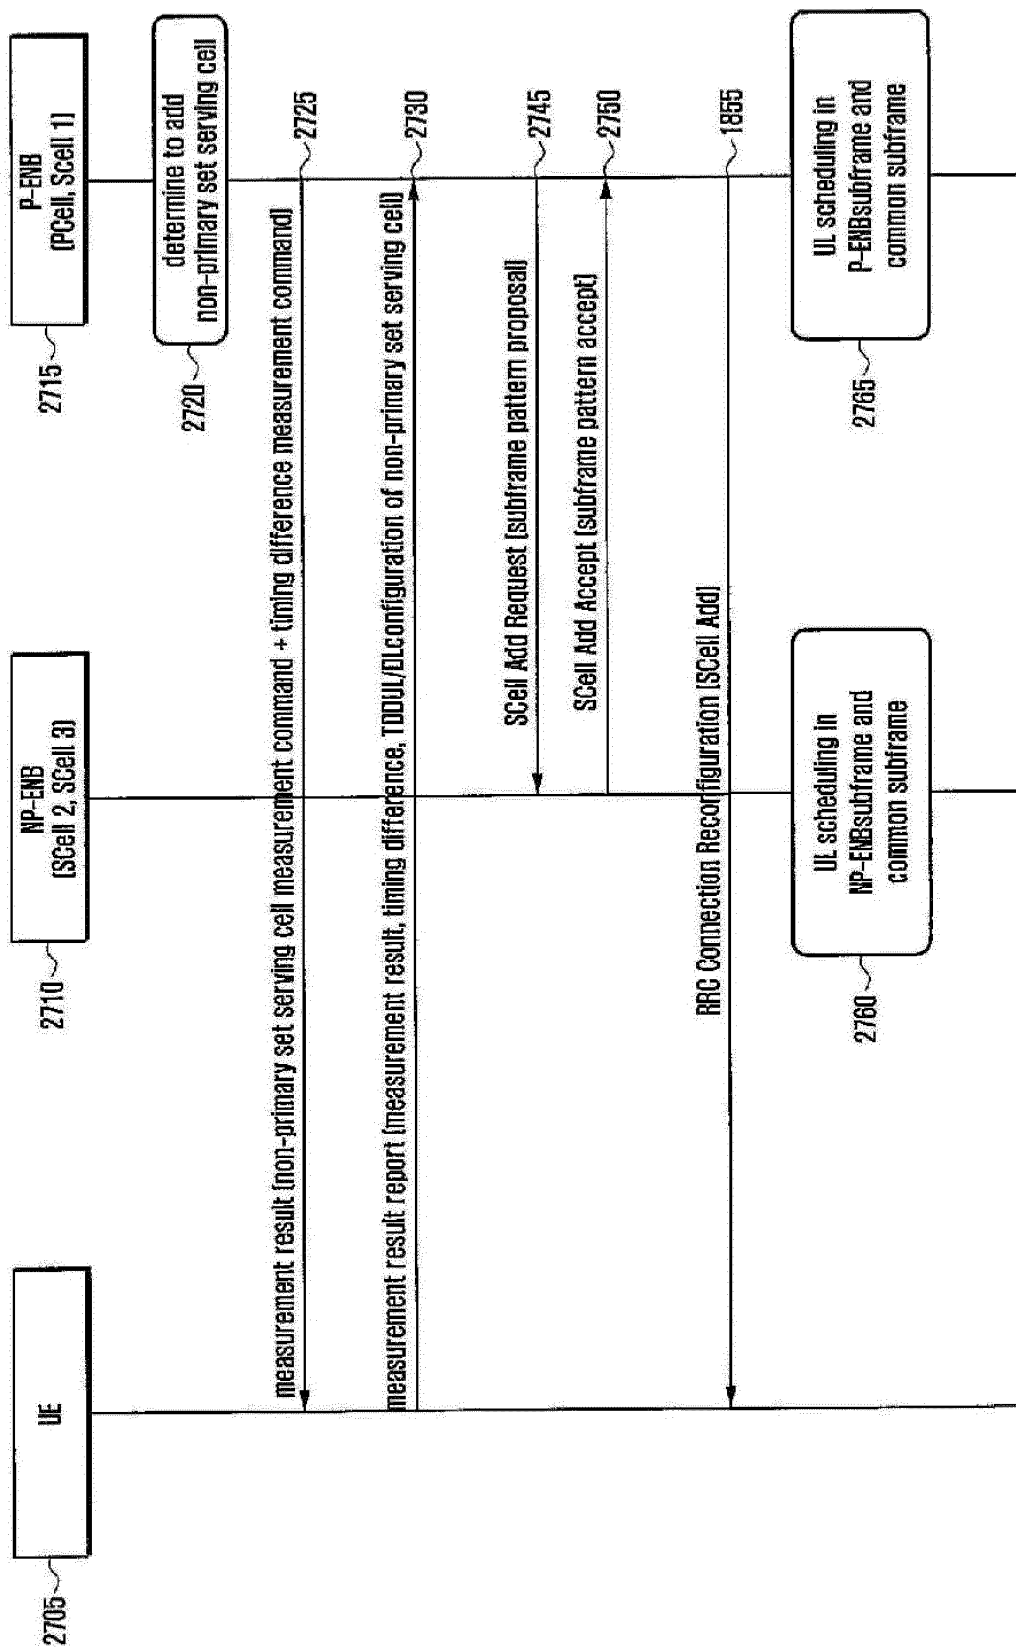 UE
2705
NP-ENB
(SCell 2, SCell 3)
2710
P-ENB
(PCell, Scell 1)
2715
determine to add
non-primary set serving cell
2720
measurement result (non-primary set serving cell measurement command + timing difference measurement command)
2725
measurement result report (measurement result, timing difference, TDDUL/DLconfiguration of non-primary set serving cell)
2730
SCell Add Request (subframe pattern proposal)
2745
SCell Add Accept (subframe pattern accept)
2750
RRC Connection Reconfiguration (SCell Add)
1855
UL scheduling in
NP-ENBsubframe and
common subframe
2760
UL scheduling in
P-ENBsubframe and
common subframe
2765